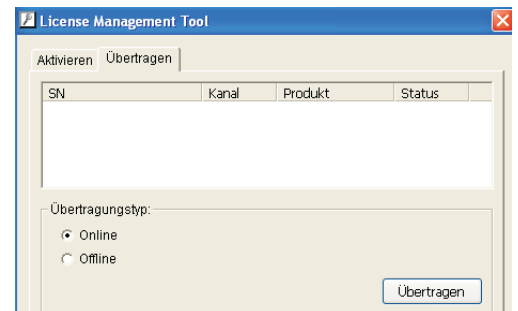 License Management Tool
Aktivieren Übertragen
SN Kanal Produkt Status
Übertragungstyp:
Online
Offline
Übertragen